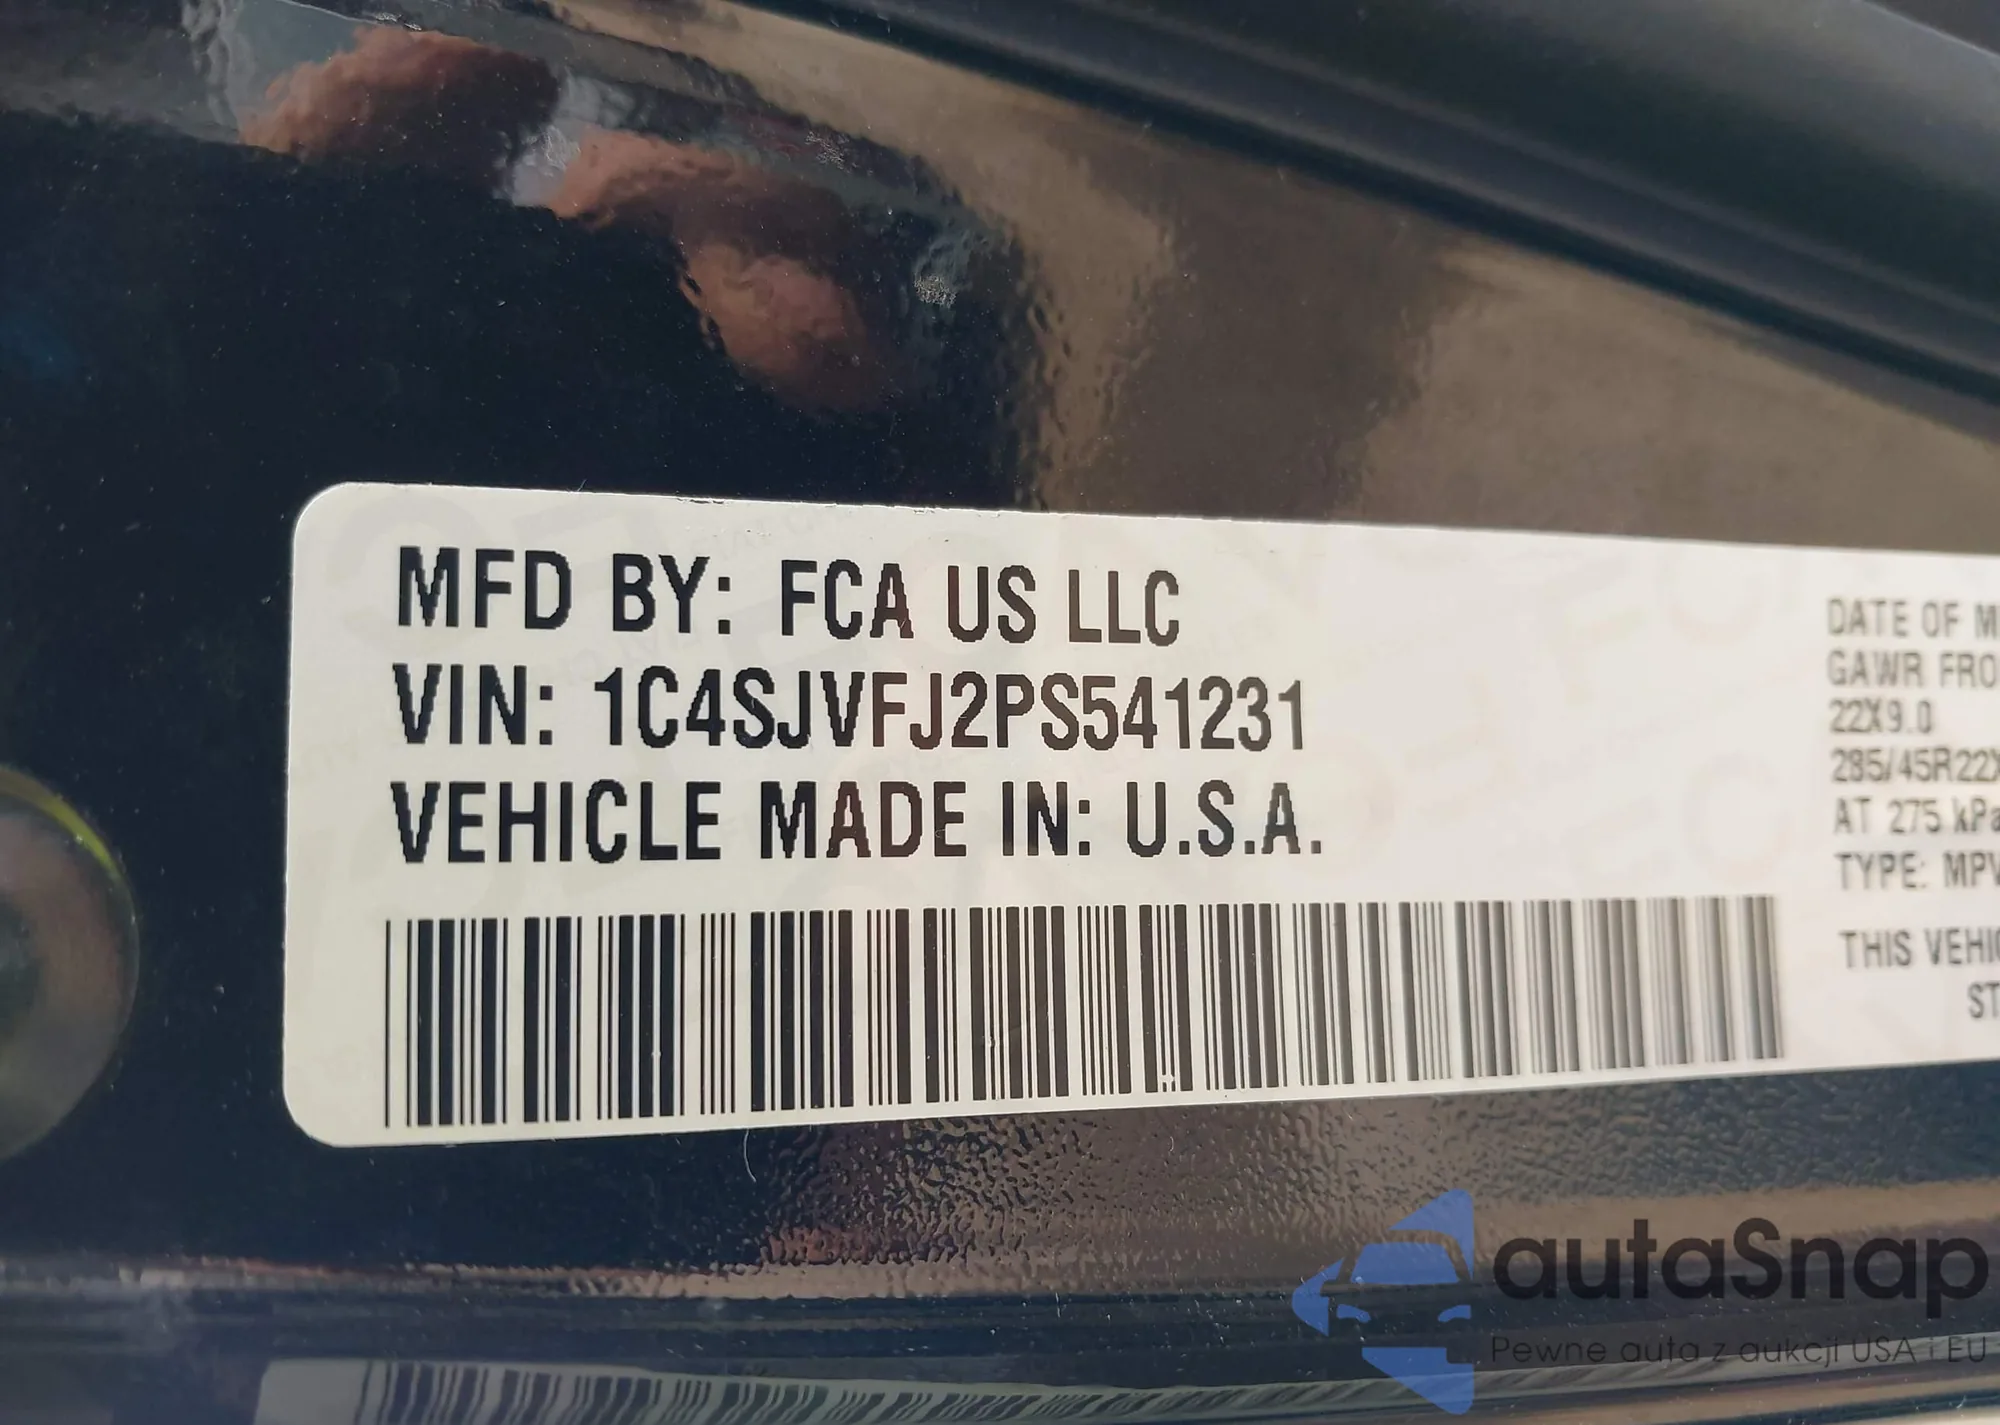 MFD BY: FCA US LLC
VIN: 1C4SJVFJ2PS541231
VEHICLE MADE IN: U.S.A.
DATE OF M
GAWR FRO
22X9.0
285/45R22X
AT 275 kPa
TYPE: MPV
THIS VEHIC
ST
autaSnap
Pewne auta z aukcji USA i EU